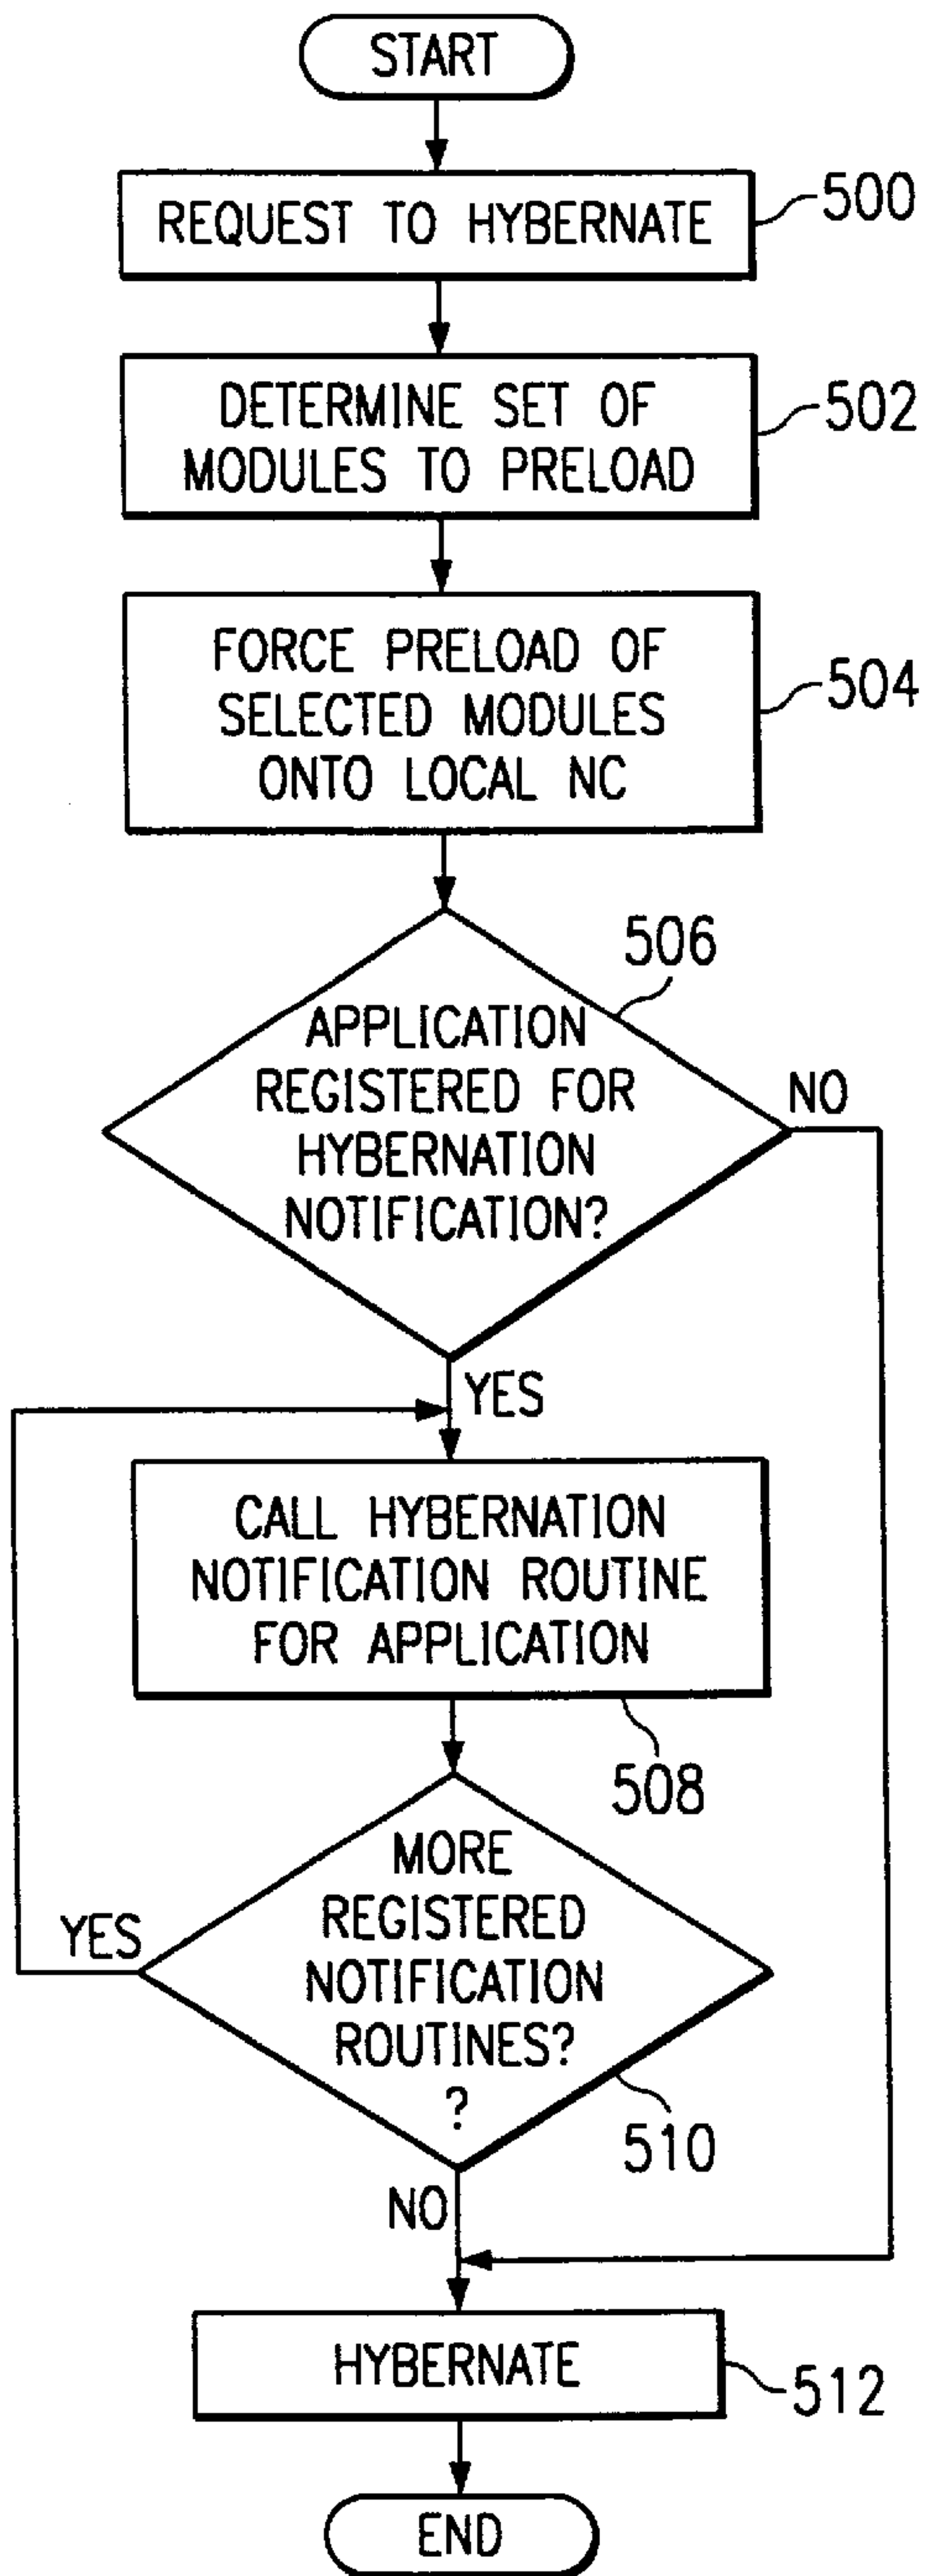 START
REQUEST TO HYBERNATE
500
DETERMINE SET OF
MODULES TO PRELOAD
502
FORCE PRELOAD OF
SELECTED MODULES
ONTO LOCAL NC
504
506
APPLICATION
REGISTERED FOR
HYBERNATION
NOTIFICATION?
NO
YES
CALL HYBERNATION
NOTIFICATION ROUTINE
FOR APPLICATION
508
MORE
REGISTERED
NOTIFICATION
ROUTINES?
?
YES
510
NO
HYBERNATE
512
END